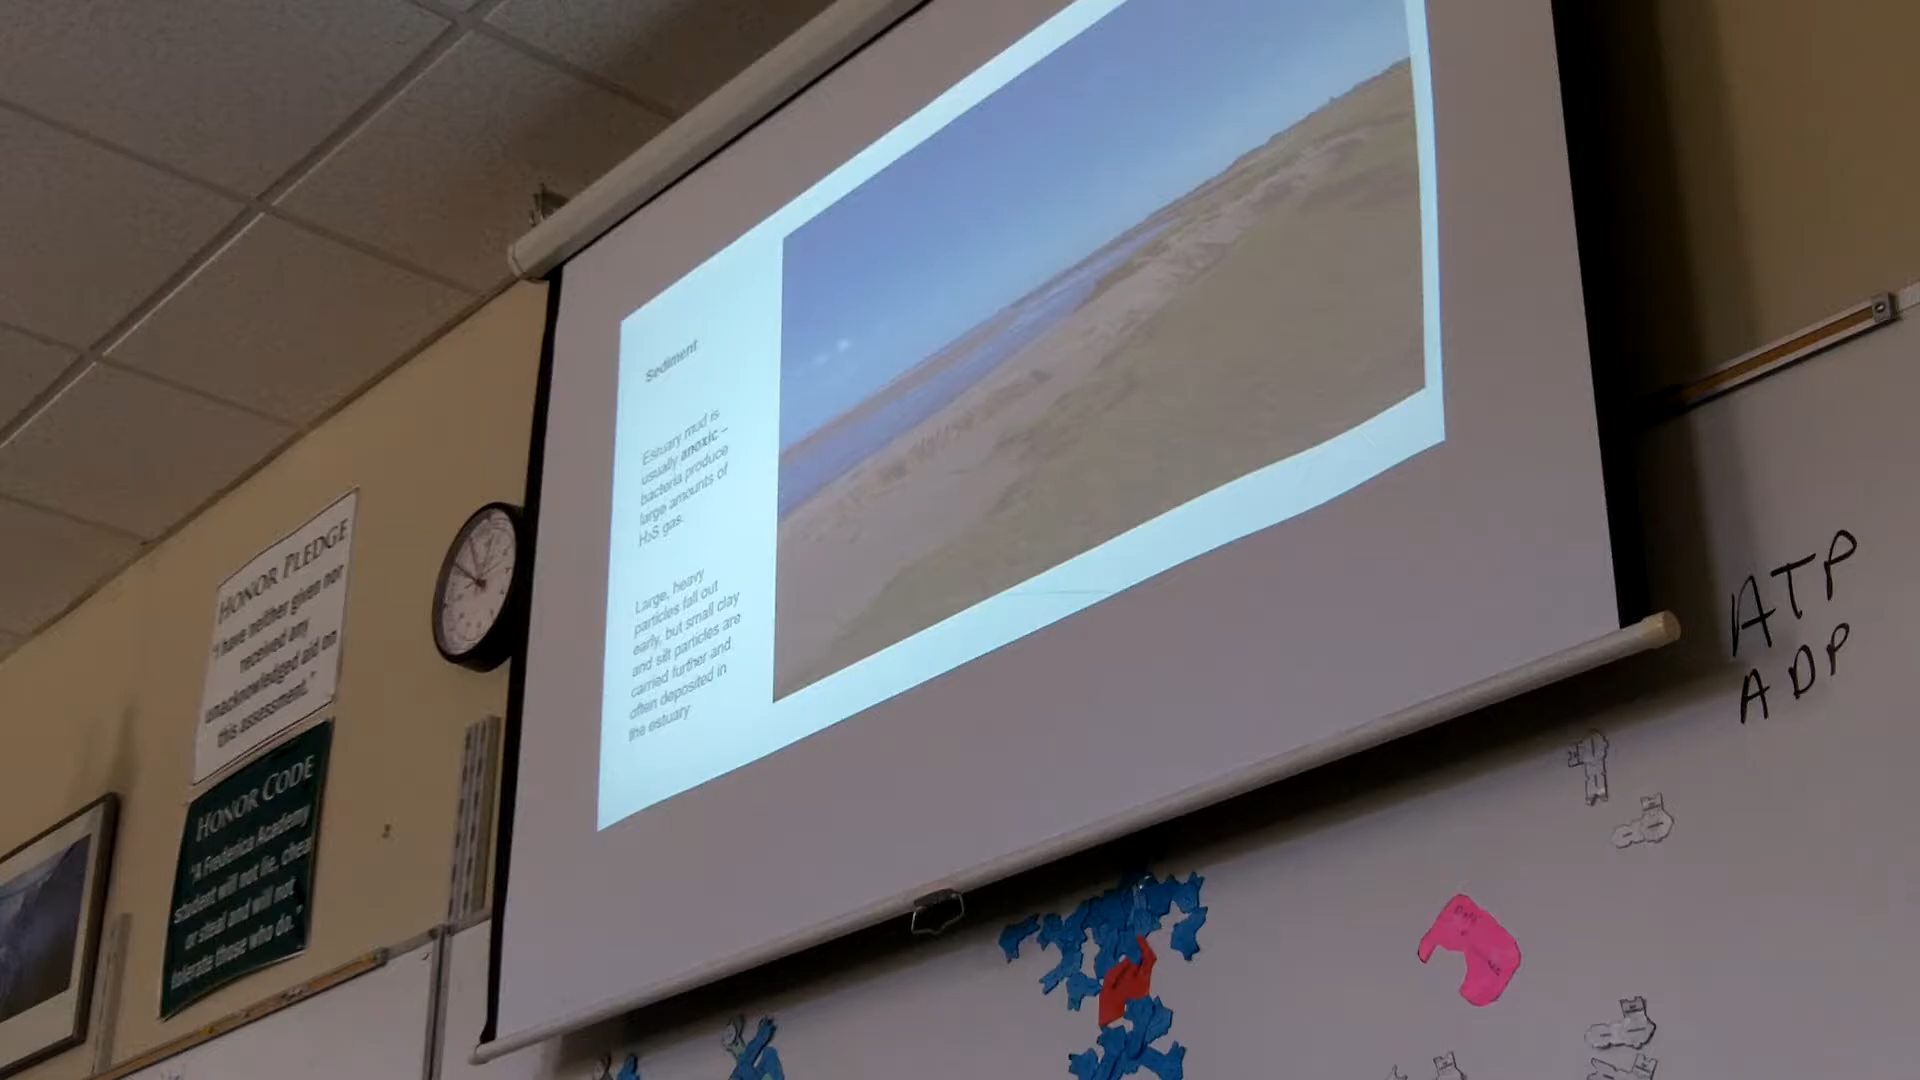 Sediment
Estuary mud is
usually anoxic –
bacteria produce
large amounts of
H₂S gas.
Large, heavy
particles fall out
early, but small clay
and silt particles are
carried further and
often deposited in
the estuary
HONOR PLEDGE
"I have neither given nor
received any
unacknowledged aid on
this assessment."
HONOR CODE
"A Frederica Academy
student will not lie, cheat
or steal and will not
tolerate those who do."
ATP
ADP